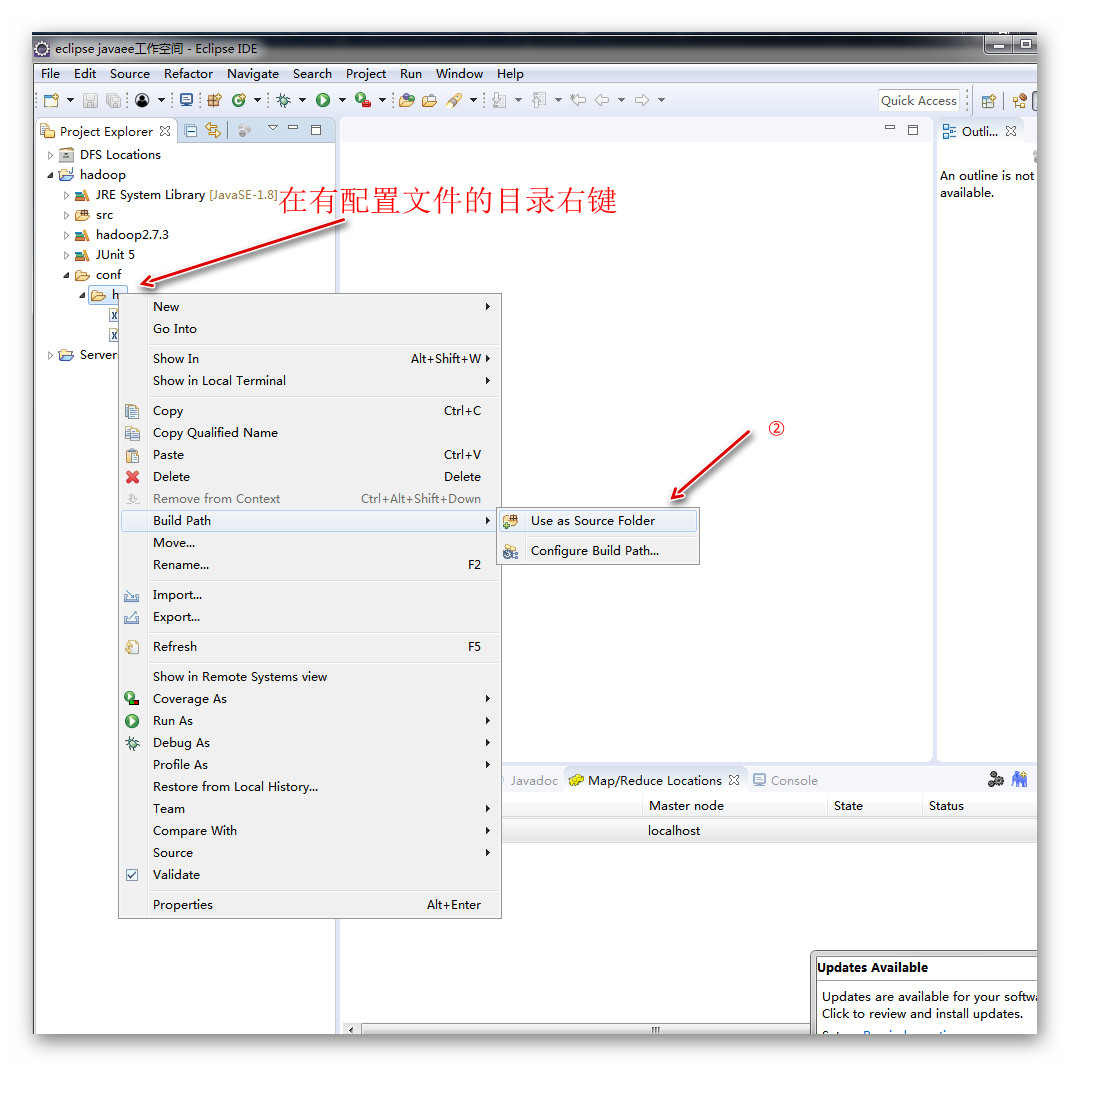 eclipse javaee工作空间 - Eclipse IDE
File Edit Source Refactor Navigate Search Project Run Window Help
Quick Access
Project Explorer
Outli...
DFS Locations
hadoop
JRE System Library [JavaSE-1.8]
在有配置文件的目录右键
src
hadoop2.7.3
JUnit 5
conf
h
Server
An outline is not
available.
New
Go Into
Show In Alt+Shift+W
Show in Local Terminal
Copy Ctrl+C
Copy Qualified Name
Paste Ctrl+V
Delete Delete
Remove from Context Ctrl+Alt+Shift+Down
Build Path
Move...
Rename... F2
Import...
Export...
Refresh F5
Show in Remote Systems view
Coverage As
Run As
Debug As
Profile As
Restore from Local History...
Team
Compare With
Source
Validate
Properties Alt+Enter
②
Use as Source Folder
Configure Build Path...
Javadoc Map/Reduce Locations Console
Master node State Status
localhost
Updates Available
Updates are available for your softwa
Click to review and install updates.